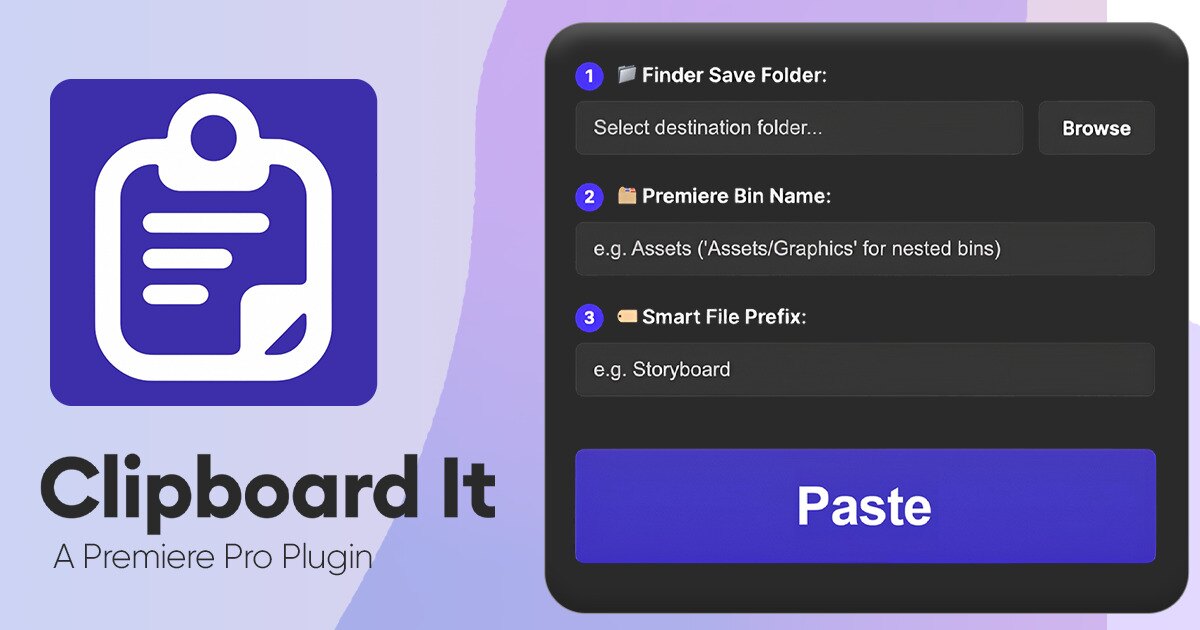 Clipboard It
A Premiere Pro Plugin
1 Finder Save Folder:
Select destination folder...
Browse
2 Premiere Bin Name:
e.g. Assets ('Assets/Graphics' for nested bins)
3 Smart File Prefix:
e.g. Storyboard
Paste